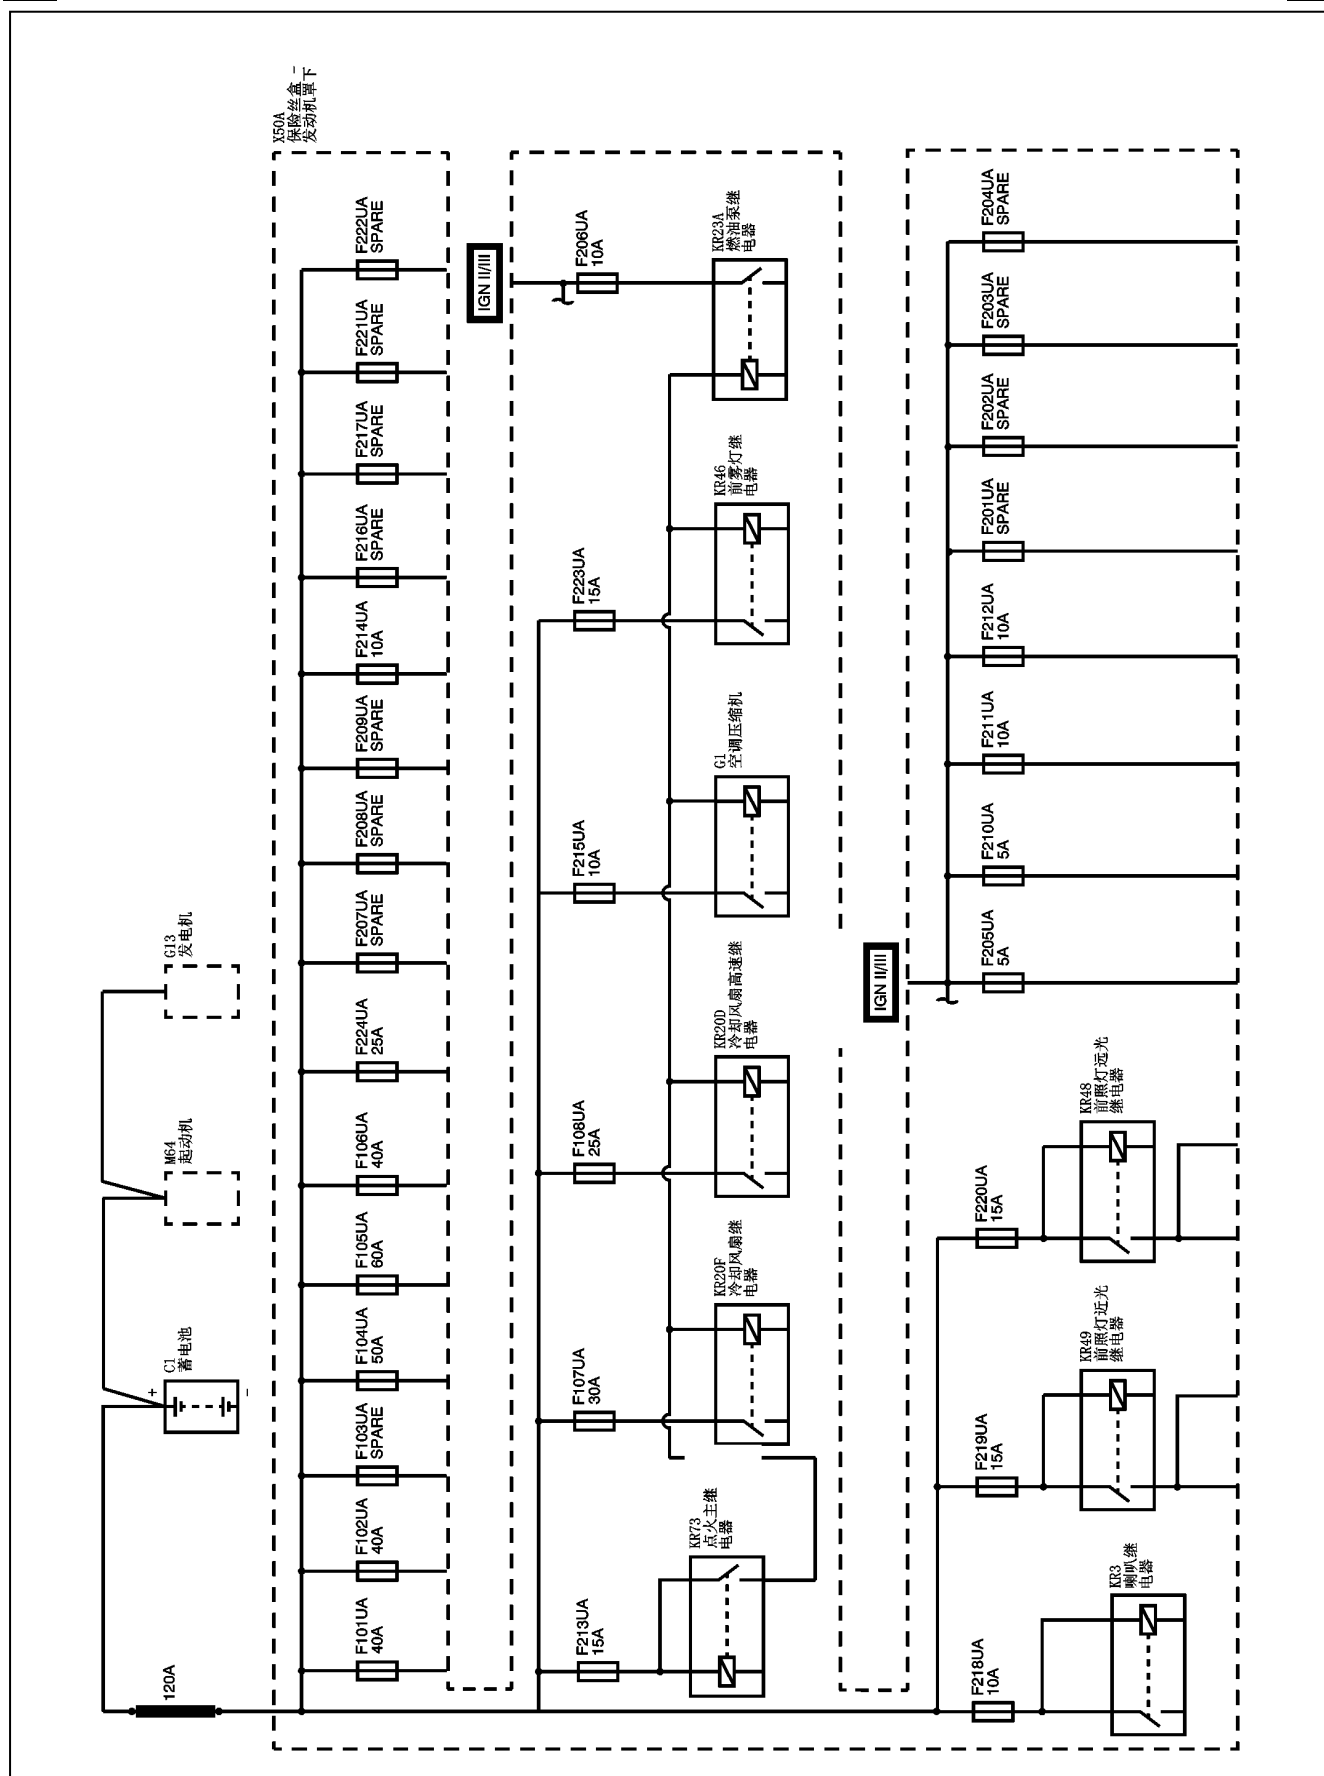 X50A
保险丝盒 -
发动机罩下
120A
C1
蓄电池
+
-
M64
起动机
G13
发电机
F101UA
40A
F102UA
40A
F103UA
SPARE
F104UA
50A
F105UA
60A
F106UA
40A
F224UA
25A
F207UA
SPARE
F208UA
SPARE
F209UA
SPARE
F214UA
10A
F216UA
SPARE
F217UA
SPARE
F221UA
SPARE
F222UA
SPARE
IGN II/III
F213UA
15A
F107UA
30A
F108UA
25A
F215UA
10A
F223UA
15A
F206UA
10A
KR73
点火主继
电器
KR20F
冷却风扇继
电器
KR20D
冷却风扇高速继
电器
G1
空调压缩机
KR46
前雾灯继
电器
KR23A
燃油泵继
电器
IGN II/III
F218UA
10A
F219UA
15A
F220UA
15A
F205UA
5A
F210UA
5A
F211UA
10A
F212UA
10A
F201UA
SPARE
F202UA
SPARE
F203UA
SPARE
F204UA
SPARE
KR3
喇叭继
电器
KR49
前照灯近光
继电器
KR48
前照灯远光
继电器